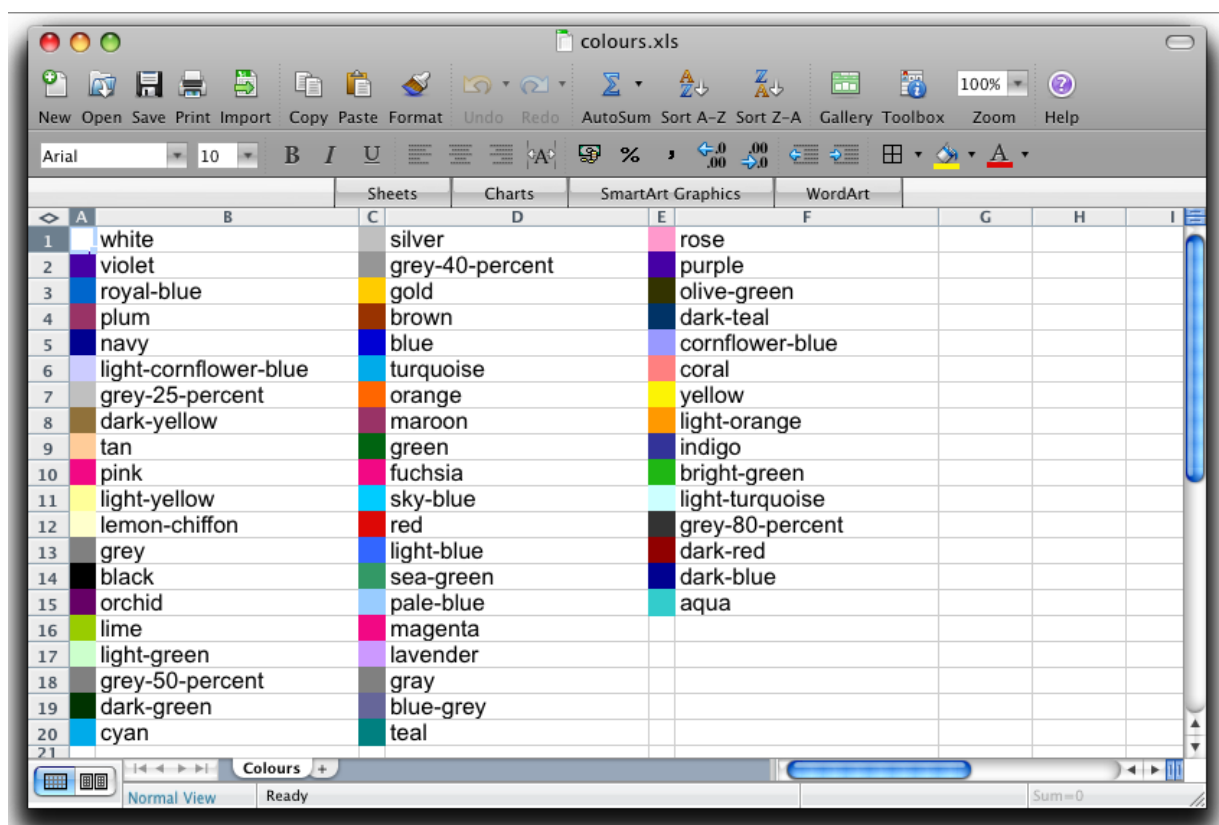 colours.xls
New Open Save Print Import Copy Paste Format Undo Redo AutoSum Sort A-Z Sort Z-A Gallery Toolbox 100% Zoom Help
Arial 10 B I U A % , .0 .00 .00 .0 A
Sheets Charts SmartArt Graphics WordArt
A B C D E F G H I
1 white silver rose
2 violet grey-40-percent purple
3 royal-blue gold olive-green
4 plum brown dark-teal
5 navy blue cornflower-blue
6 light-cornflower-blue turquoise coral
7 grey-25-percent orange yellow
8 dark-yellow maroon light-orange
9 tan green indigo
10 pink fuchsia bright-green
11 light-yellow sky-blue light-turquoise
12 lemon-chiffon red grey-80-percent
13 grey light-blue dark-red
14 black sea-green dark-blue
15 orchid pale-blue aqua
16 lime magenta
17 light-green lavender
18 grey-50-percent gray
19 dark-green blue-grey
20 cyan teal
21
Colours +
Normal View Ready Sum=0